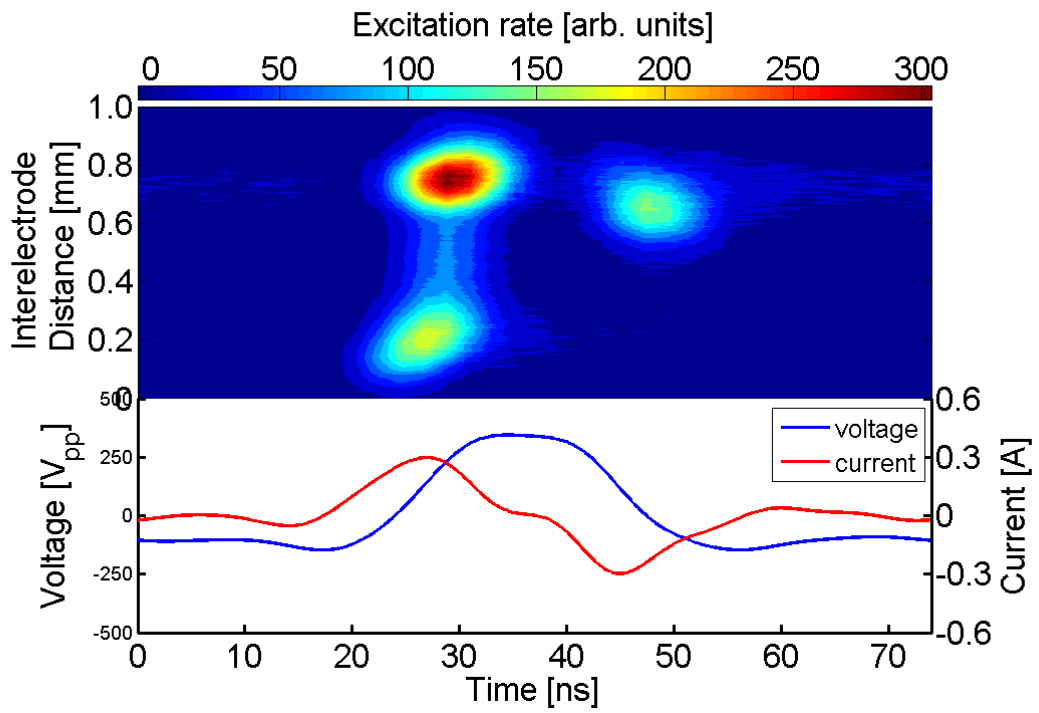 Excitation rate [arb. units]
0 50 100 150 200 250 300
Interelectrode
Distance [mm]
1.0
0.8
0.6
0.4
0.2
0
Voltage [Vpp]
500
250
0
-250
-500
voltage
current
0.6
0.3
0
-0.3
-0.6
Current [A]
0 10 20 30 40 50 60 70
Time [ns]